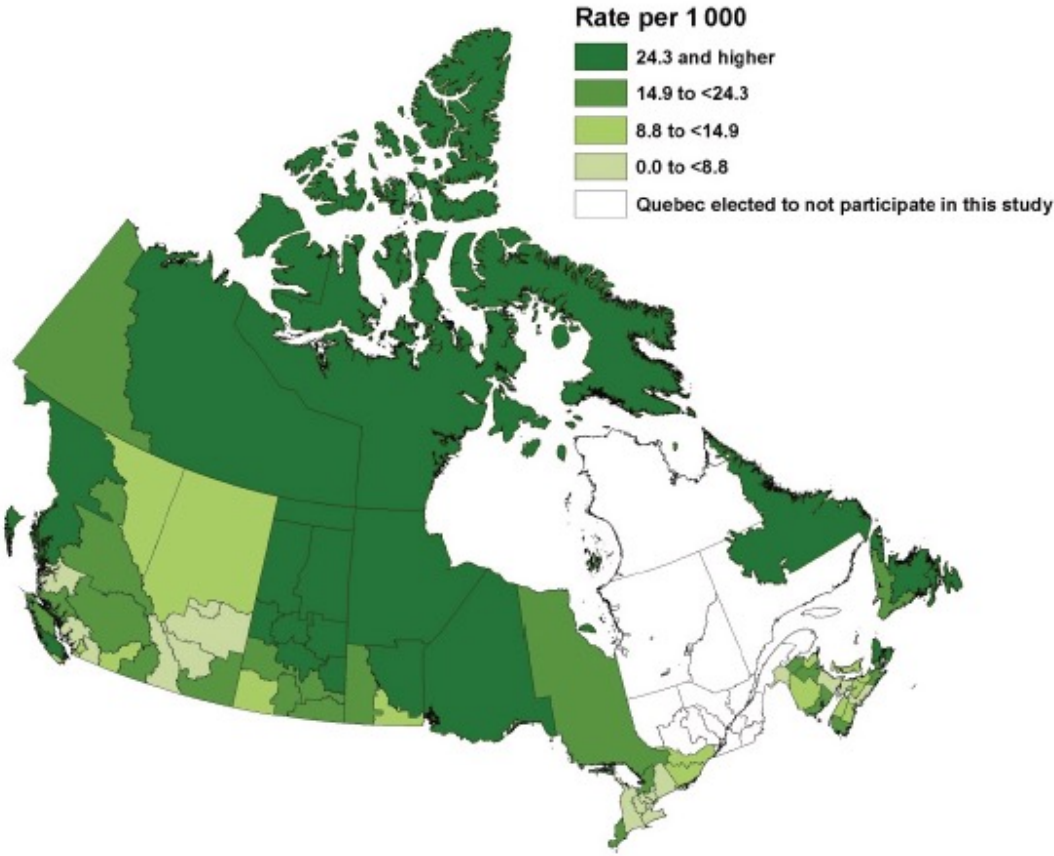 Rate per 1 000
24.3 and higher
14.9 to <24.3
8.8 to <14.9
0.0 to <8.8
Quebec elected to not participate in this study